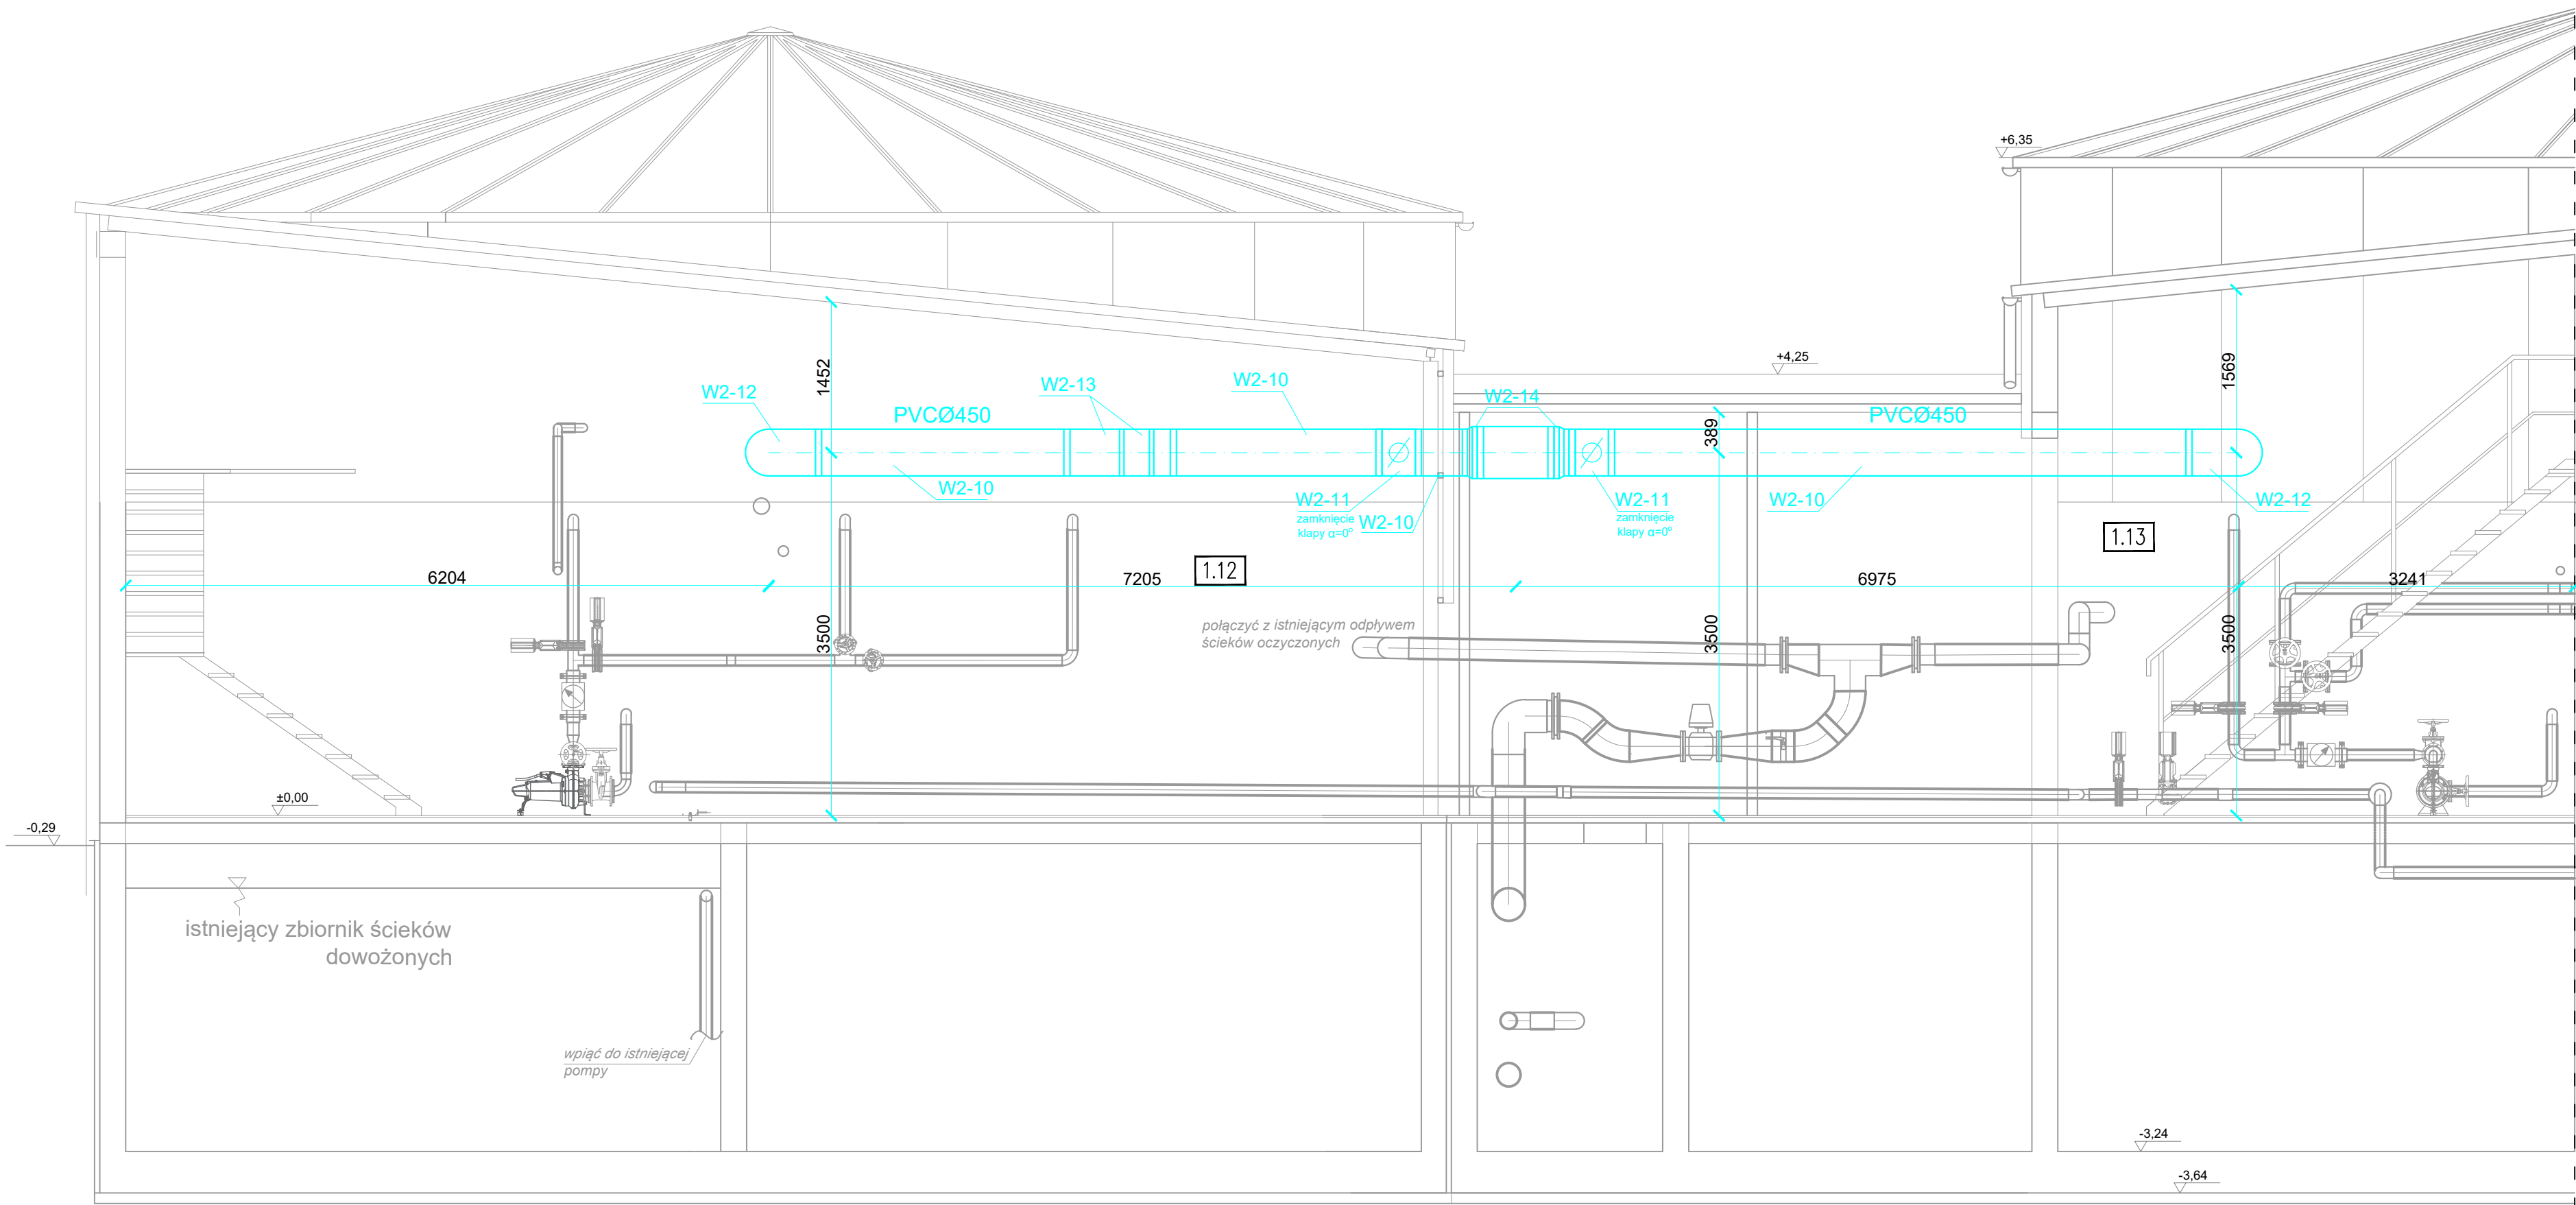 +6,35
+4,25
1452
1569
W2-12
W2-13
W2-10
W2-14
PVCØ450
PVCØ450
389
W2-10
W2-11
zamknięcie
klapy α=0°
W2-10
W2-11
zamknięcie
klapy α=0°
W2-10
W2-12
1.13
1.12
6204
7205
6975
3241
3500
3500
3500
połączyć z istniejącym odpływem
ścieków oczyczonych
±0,00
-0,29
istniejący zbiornik ścieków
dowożonych
wpiąć do istniejącej
pompy
-3,24
-3,64